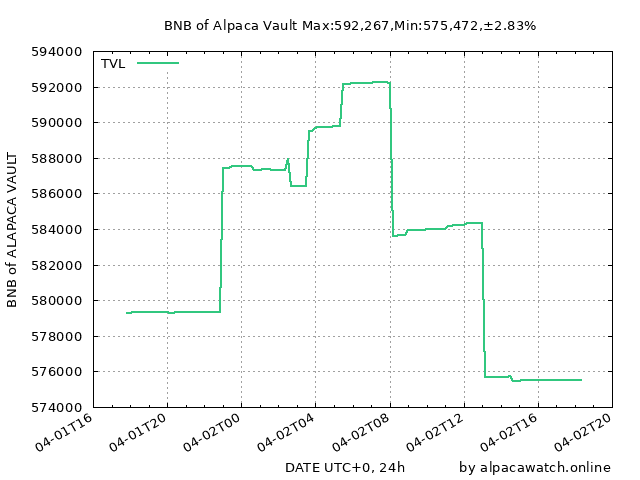 BNB of Alpaca Vault Max:592,267,Min:575,472,±2.83%
TVL
594000
592000
590000
588000
586000
584000
582000
580000
578000
576000
574000
BNB of ALAPACA VAULT
04-01T16
04-01T20
04-02T00
04-02T04
04-02T08
04-02T12
04-02T16
04-02T20
DATE UTC+0, 24h
by alpacawatch.online